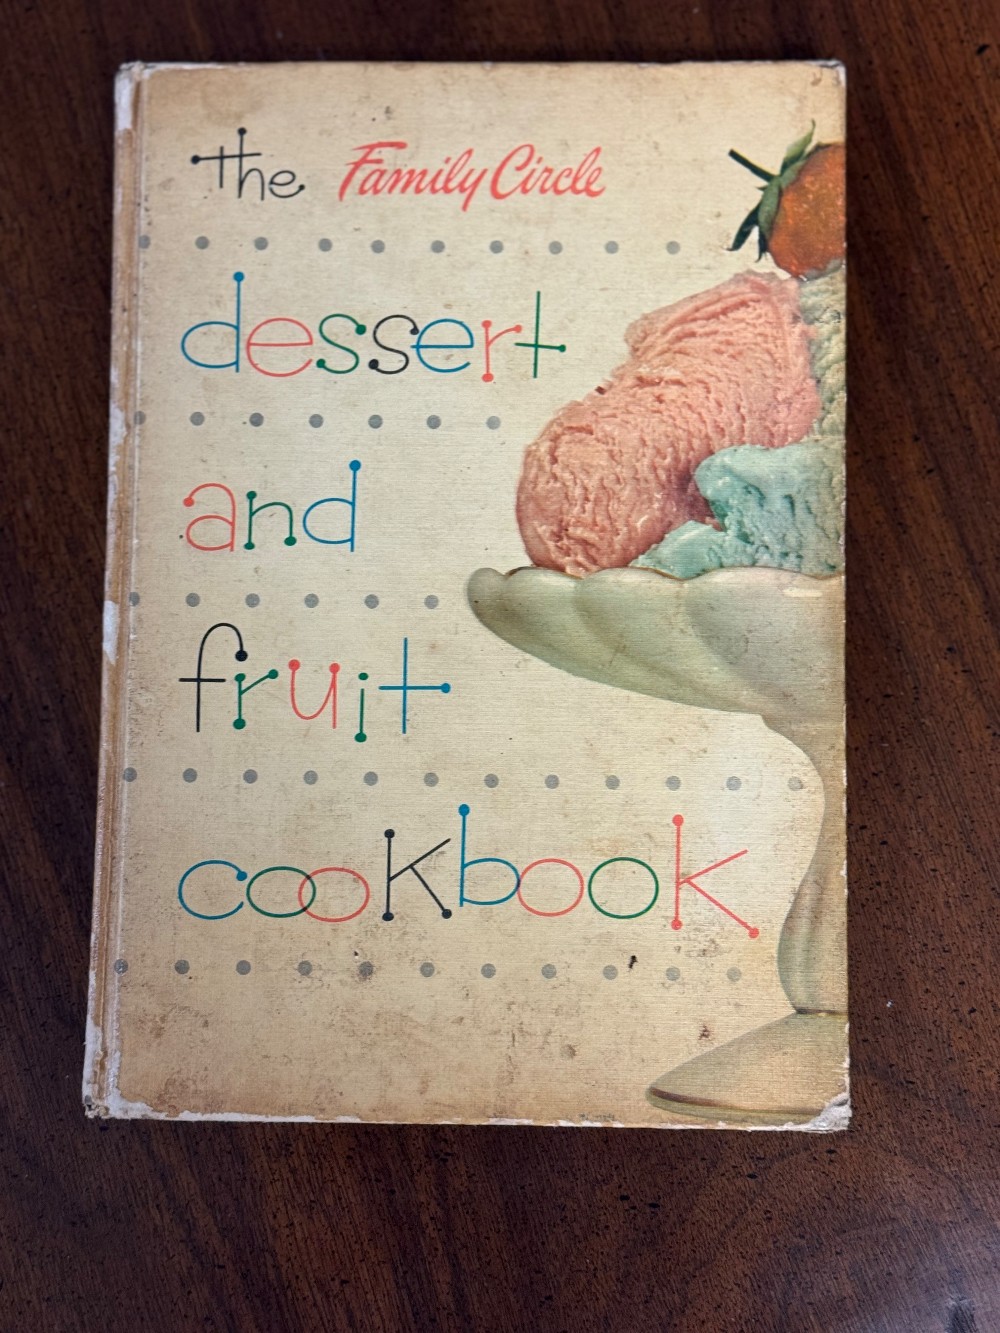 the Family Circle
dessert
and
fruit
cookbook